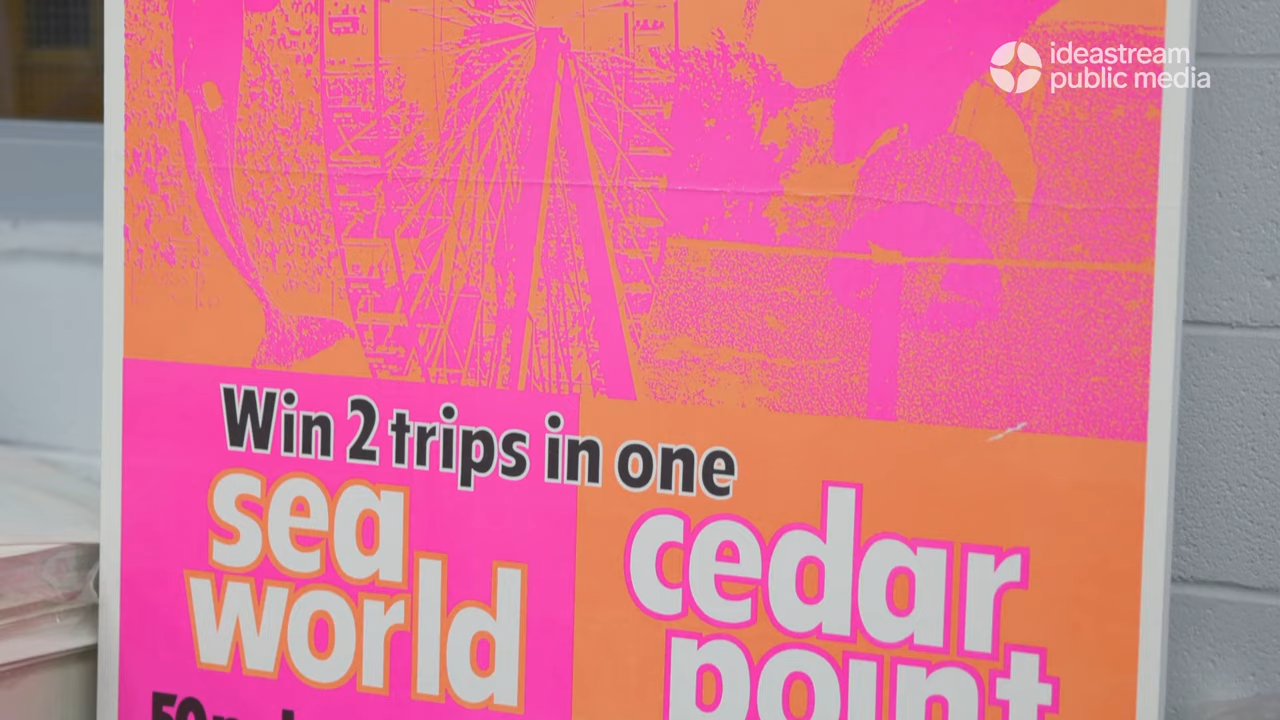 ideastream
public media
Win 2 trips in one
sea
world
cedar
point